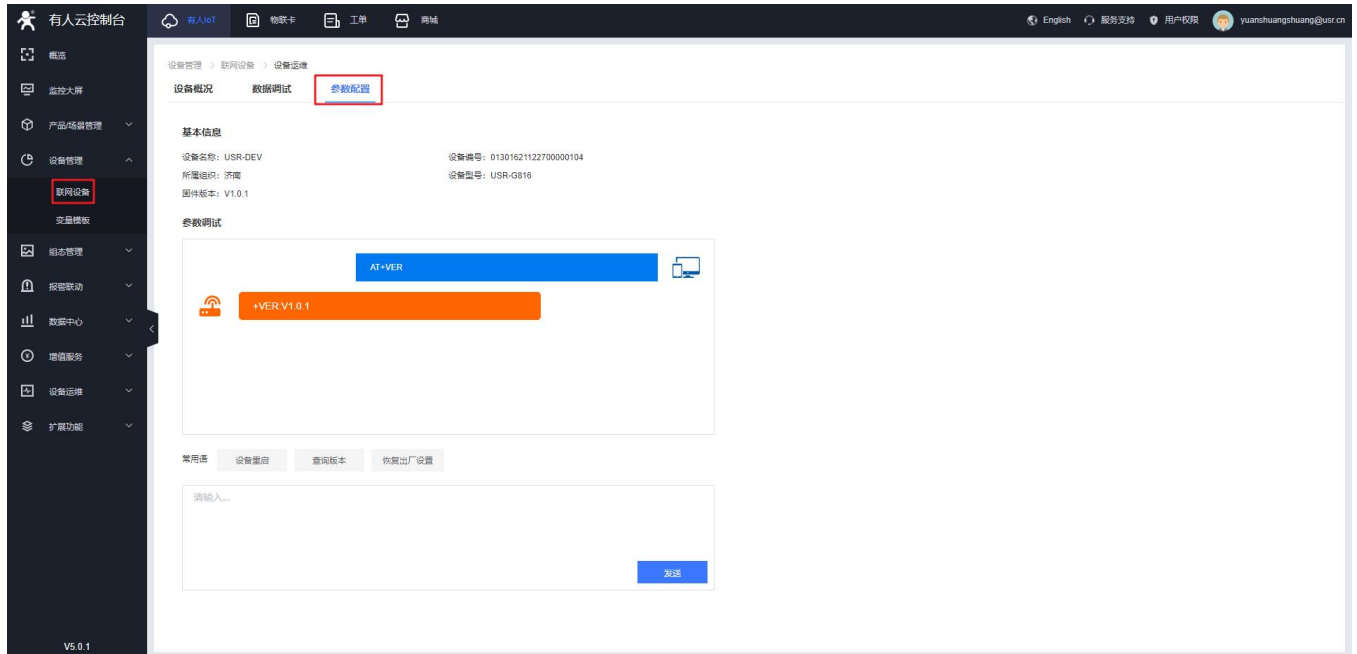 有人云控制台
有人IoT 物联卡 工单 商城
English 服务支持 用户权限 yuanshuangshuang@usr.cn
概览
监控大屏
产品/场景管理
设备管理
联网设备
变量模板
组态管理
报警联动
数据中心
增值服务
设备运维
扩展功能
V5.0.1
设备管理 > 联网设备 > 设备运维
设备概况 数据调试 参数配置
基本信息
设备名称: USR-DEV 设备编号: 01301621122700000104
所属组织: 济南 设备型号: USR-G816
固件版本: V1.0.1
参数调试
AT+VER
+VER:V1.0.1
常用语 设备重启 查询版本 恢复出厂设置
请输入...
发送